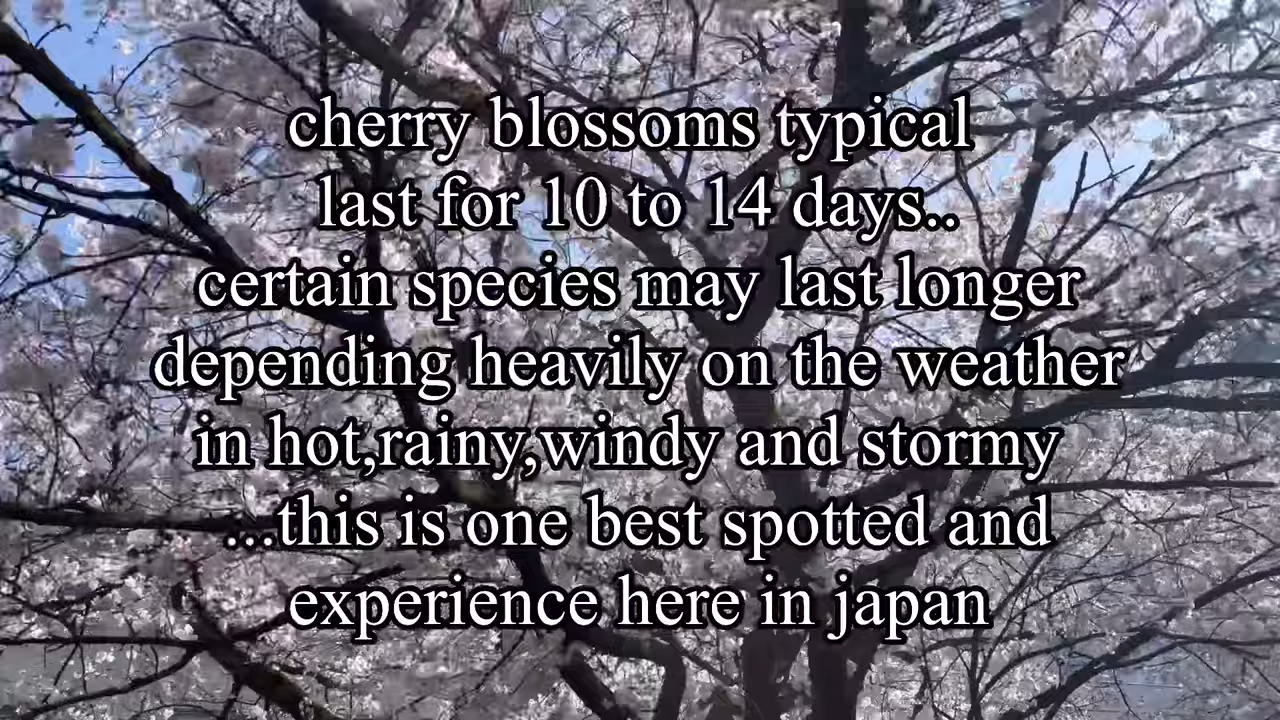 cherry blossoms typical
last for 10 to 14 days..
certain species may last longer
depending heavily on the weather
in hot,rainy,windy and stormy
...this is one best spotted and
experience here in japan